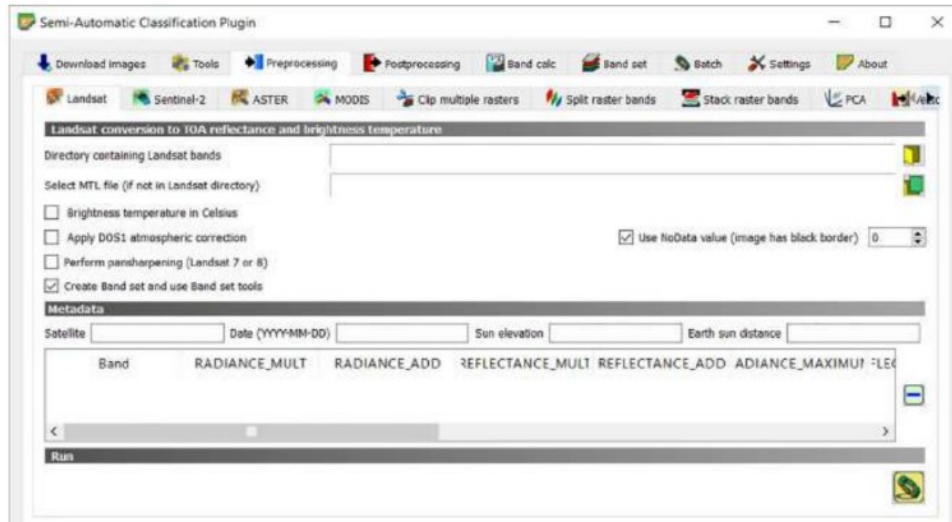 Semi-Automatic Classification Plugin
Download images Tools Preprocessing Postprocessing Band calc Band set Batch Settings About
Landsat Sentinel-2 ASTER MODIS Clip multiple rasters Split raster bands Stack raster bands PCA
Landsat conversion to TOA reflectance and brightness temperature
Directory containing Landsat bands
Select MTL file (if not in Landsat directory)
Brightness temperature in Celsius
Apply DOS1 atmospheric correction Use NoData value (image has black border) 0
Perform pansharpening (Landsat 7 or 8)
Create Band set and use Band set tools
Metadata
Satellite Date (YYYY-MM-DD) Sun elevation Earth sun distance
Band RADIANCE_MULT RADIANCE_ADD REFLECTANCE_MULT REFLECTANCE_ADD ADIANCE_MAXIMUM
Run